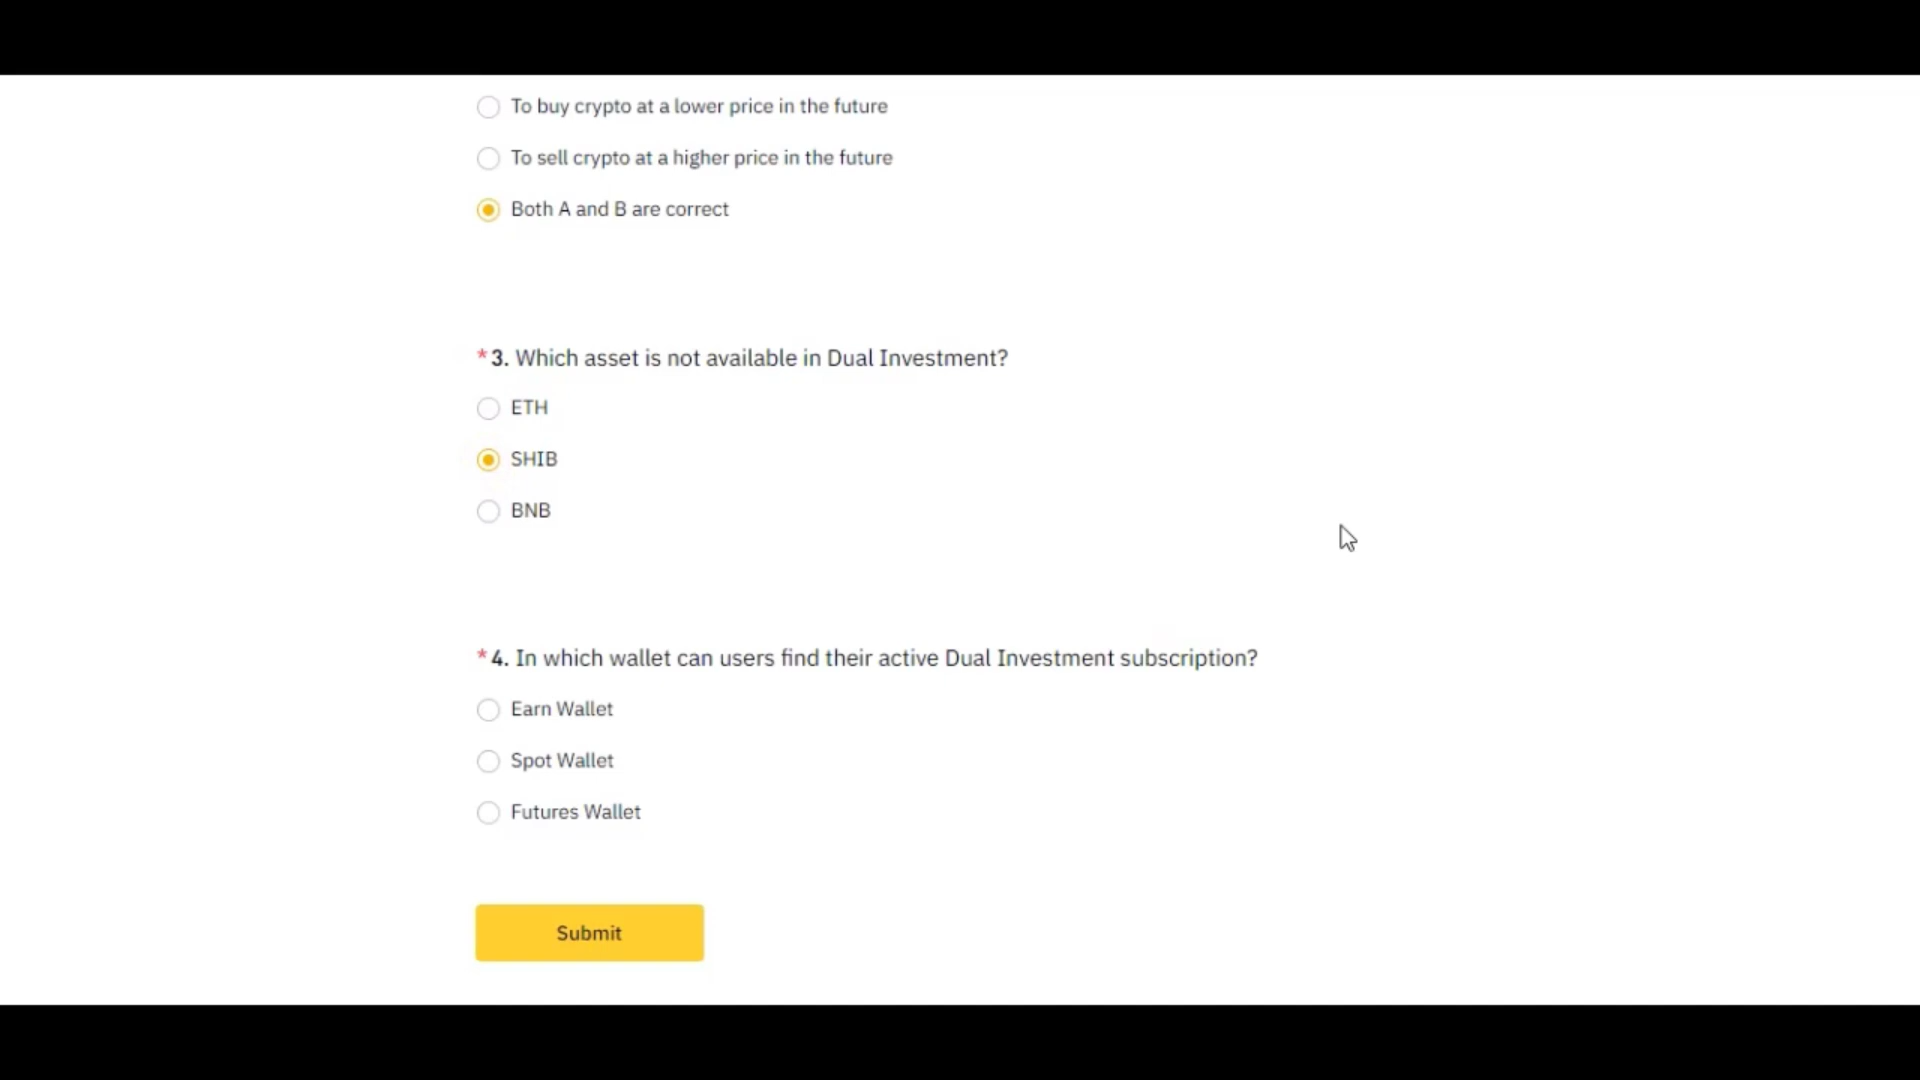 To buy crypto at a lower price in the future
To sell crypto at a higher price in the future
Both A and B are correct
* 3. Which asset is not available in Dual Investment?
ETH
SHIB
BNB
* 4. In which wallet can users find their active Dual Investment subscription?
Earn Wallet
Spot Wallet
Futures Wallet
Submit